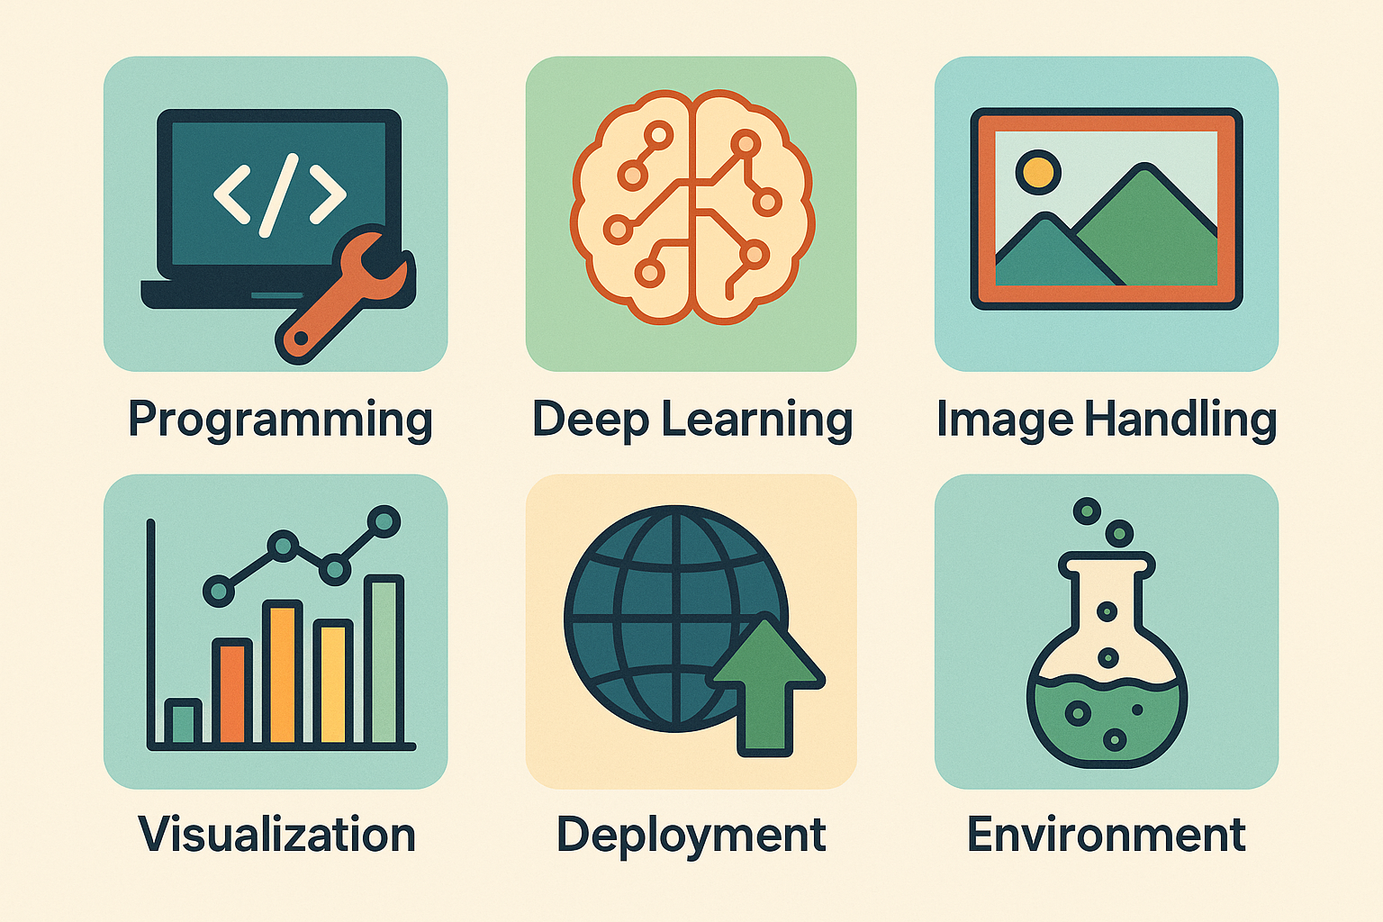 </>
Programming
Deep Learning
Image Handling
Visualization
Deployment
Environment